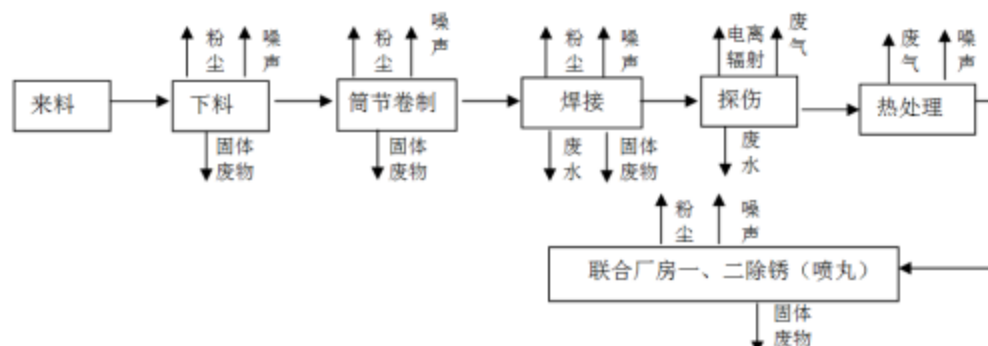 粉尘
噪声
粉尘
噪声
粉尘
噪声
电离
辐射
废气
废气
噪声
来料
下料
筒节卷制
焊接
探伤
热处理
固体
废物
固体
废物
废水
固体
废物
废水
粉尘
噪声
联合厂房一、二除锈（喷丸）
固体
废物